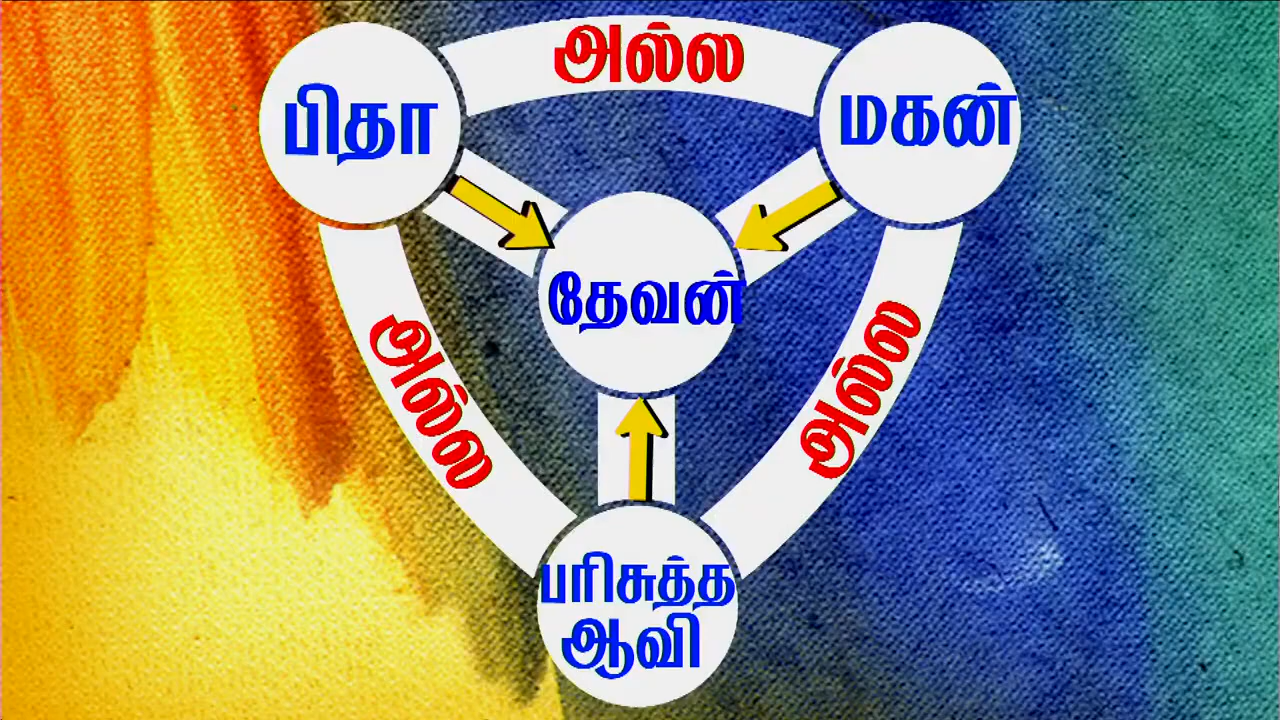 அல்ல
பிதா
மகன்
தேவன்
அல்ல
அல்ல
பரிசுத்த
ஆவி